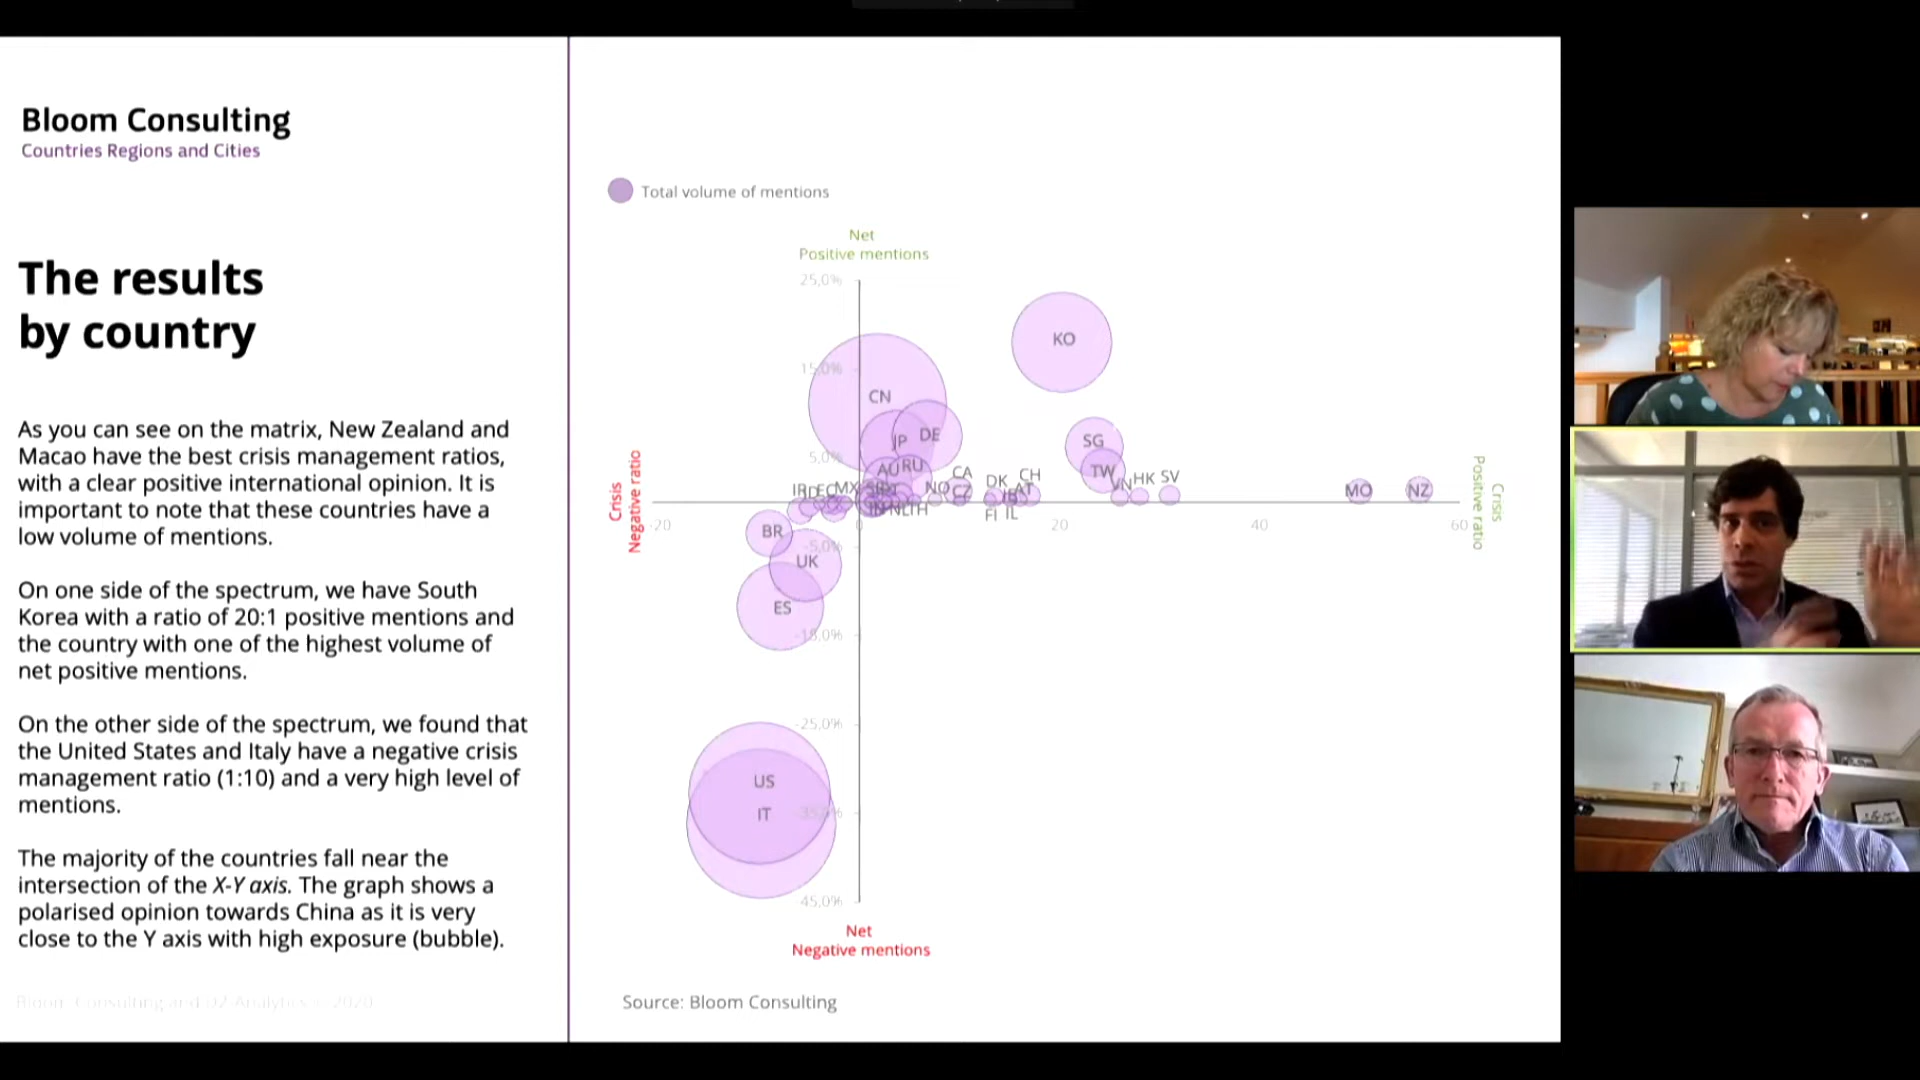 Bloom Consulting
Countries Regions and Cities
The results
by country
As you can see on the matrix, New Zealand and
Macao have the best crisis management ratios,
with a clear positive international opinion. It is
important to note that these countries have a
low volume of mentions.
On one side of the spectrum, we have South
Korea with a ratio of 20:1 positive mentions and
the country with one of the highest volume of
net positive mentions.
On the other side of the spectrum, we found that
the United States and Italy have a negative crisis
management ratio (1:10) and a very high level of
mentions.
The majority of the countries fall near the
intersection of the X-Y axis. The graph shows a
polarised opinion towards China as it is very
close to the Y axis with high exposure (bubble).
Total volume of mentions
Net
Positive mentions
25,0%
KO
15,0%
CN
JP DE
SG
5,0%
AU RU
CA
DK
CH
TW
HK SV
NO
CZ
MO
NZ
FI IL
Crisis
Negative ratio
-20
0
20
40
60
Positive ratio
Crisis
BR
-5,0%
UK
ES
-15,0%
-25,0%
US
IT
-35,0%
-45,0%
Net
Negative mentions
Source: Bloom Consulting